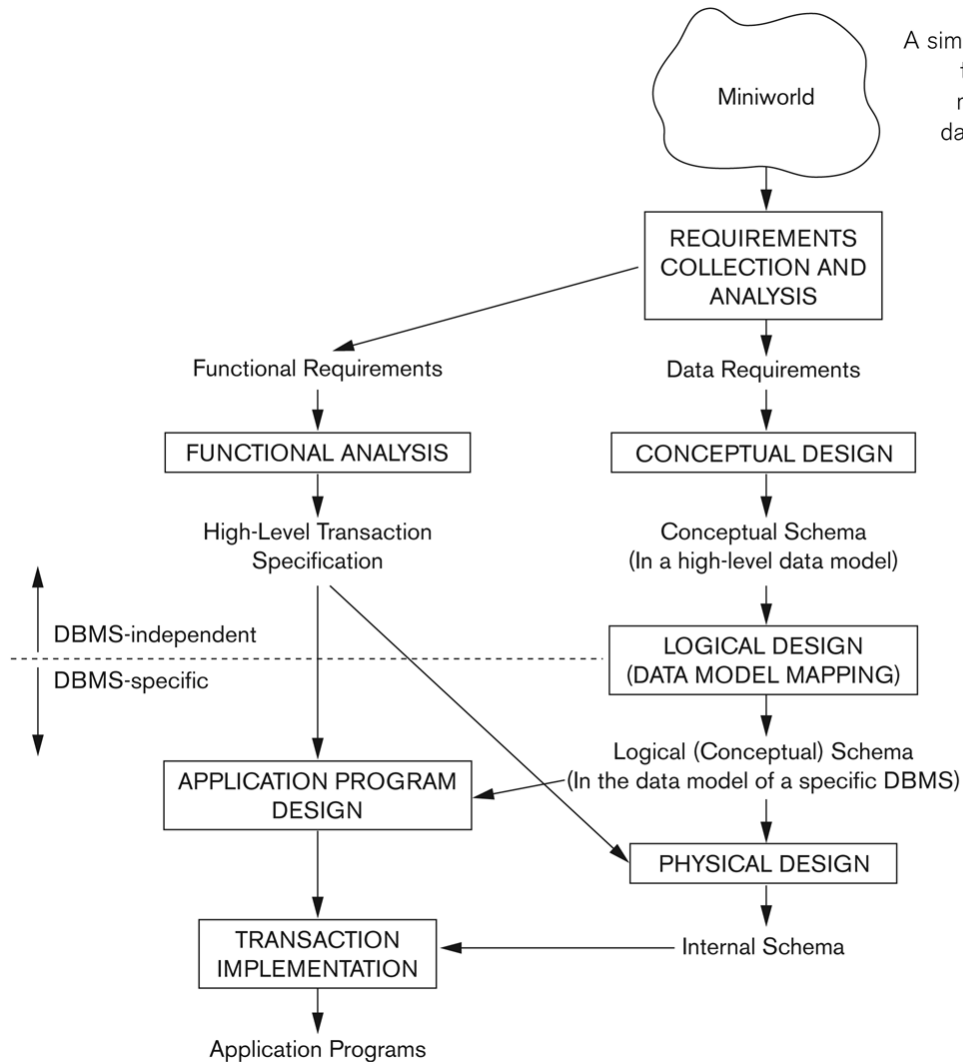 A sim
t
Miniworld
r
da
REQUIREMENTS
COLLECTION AND
ANALYSIS
Functional Requirements
Data Requirements
FUNCTIONAL ANALYSIS
CONCEPTUAL DESIGN
High-Level Transaction
Specification
Conceptual Schema
(In a high-level data model)
DBMS-independent
LOGICAL DESIGN
(DATA MODEL MAPPING)
DBMS-specific
Logical (Conceptual) Schema
(In the data model of a specific DBMS)
APPLICATION PROGRAM
DESIGN
PHYSICAL DESIGN
TRANSACTION
IMPLEMENTATION
Internal Schema
Application Programs